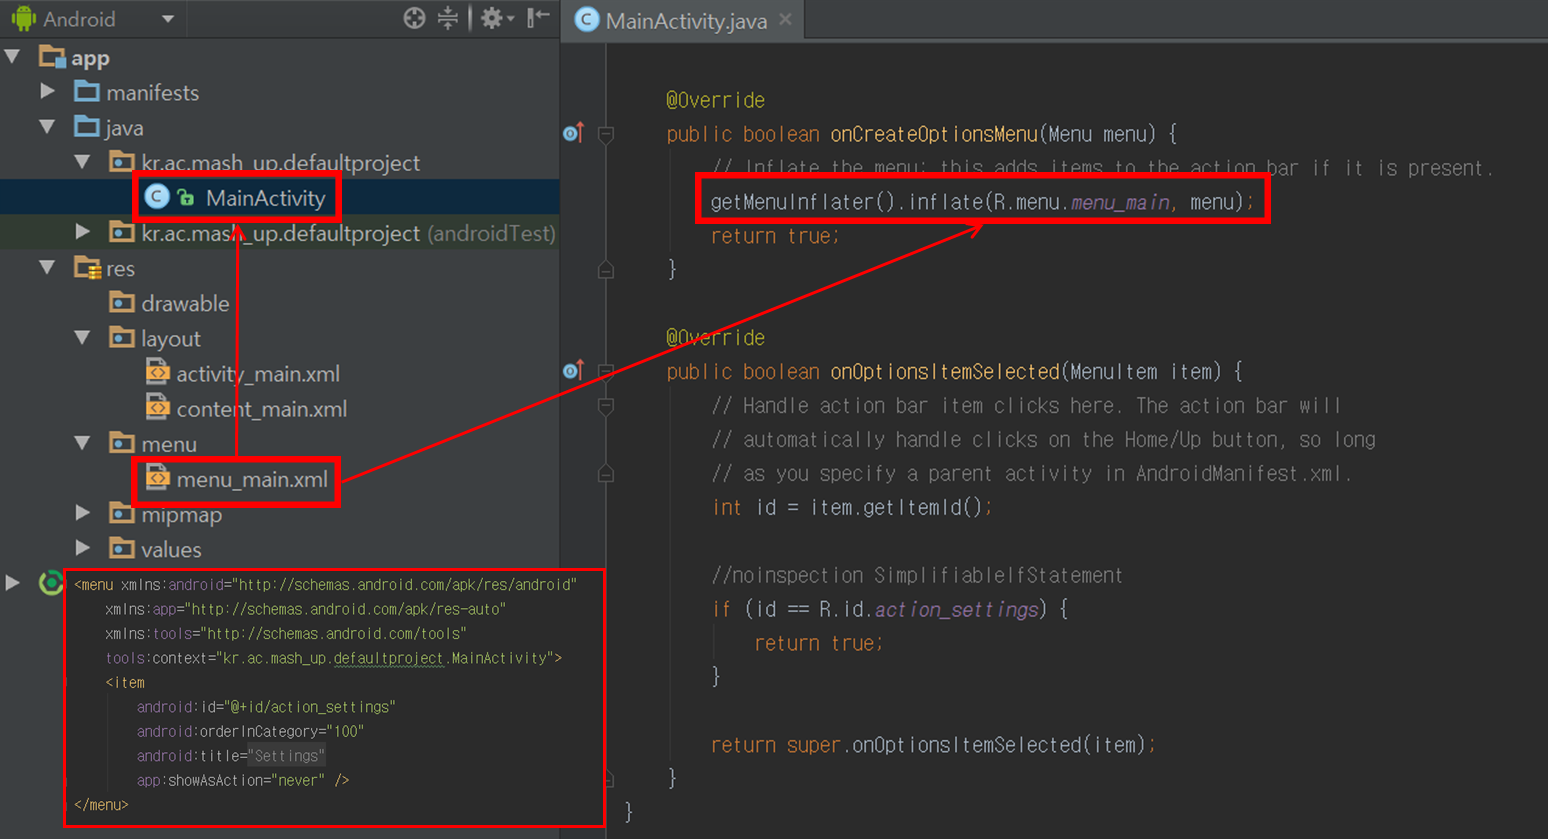 Android
app
manifests
java
kr.ac.mash_up.defaultproject
MainActivity
kr.ac.mash_up.defaultproject (androidTest)
res
drawable
layout
activity_main.xml
content_main.xml
menu
menu_main.xml
mipmap
values
<menu xmlns:android="http://schemas.android.com/apk/res/android"
xmlns:app="http://schemas.android.com/apk/res-auto"
xmlns:tools="http://schemas.android.com/tools"
tools:context="kr.ac.mash_up.defaultproject.MainActivity">
<item
android:id="@+id/action_settings"
android:orderInCategory="100"
android:title="Settings"
app:showAsAction="never" />
</menu>
MainActivity.java
@Override
public boolean onCreateOptionsMenu(Menu menu) {
// Inflate the menu; this adds items to the action bar if it is present.
getMenuInflater().inflate(R.menu.menu_main, menu);
return true;
}
@Override
public boolean onOptionsItemSelected(MenuItem item) {
// Handle action bar item clicks here. The action bar will
// automatically handle clicks on the Home/Up button, so long
// as you specify a parent activity in AndroidManifest.xml.
int id = item.getItemId();
//noinspection SimplifiableIfStatement
if (id == R.id.action_settings) {
return true;
}
return super.onOptionsItemSelected(item);
}
}